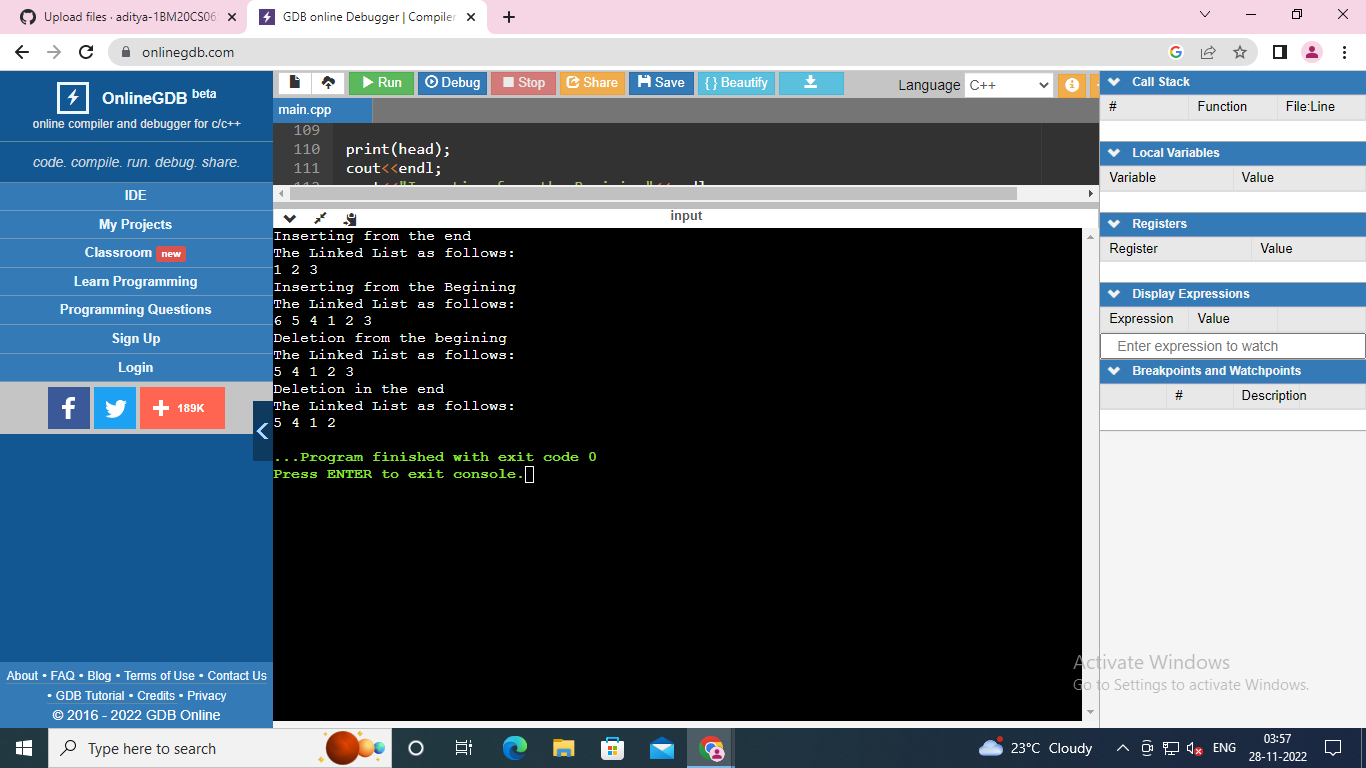 Upload files · aditya-1BM20CS06
GDB online Debugger | Compiler
onlinegdb.com
OnlineGDB beta
online compiler and debugger for c/c++
code. compile. run. debug. share.
IDE
My Projects
Classroom new
Learn Programming
Programming Questions
Sign Up
Login
189K
About • FAQ • Blog • Terms of Use • Contact Us
• GDB Tutorial • Credits • Privacy
© 2016 - 2022 GDB Online
Run Debug Stop Share Save { } Beautify
Language C++
main.cpp
109
110 print(head);
111 cout<<endl;
input
Inserting from the end
The Linked List as follows:
1 2 3
Inserting from the Begining
The Linked List as follows:
6 5 4 1 2 3
Deletion from the begining
The Linked List as follows:
5 4 1 2 3
Deletion in the end
The Linked List as follows:
5 4 1 2
...Program finished with exit code 0
Press ENTER to exit console.
Call Stack
# Function File:Line
Local Variables
Variable Value
Registers
Register Value
Display Expressions
Expression Value
Enter expression to watch
Breakpoints and Watchpoints
# Description
Activate Windows
Go to Settings to activate Windows.
Type here to search
23°C Cloudy
ENG
03:57
28-11-2022